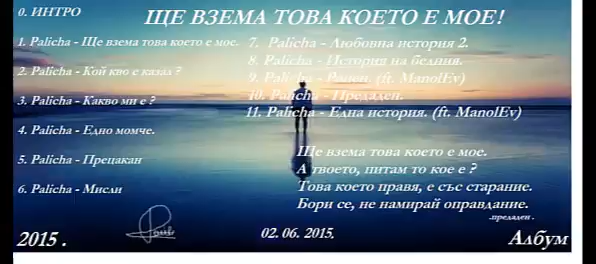 0. ИНТРО
ЩЕ ВЗЕМА ТОВА КОЕТО Е МОЕ!
1. Palicha - Ще взема това което е мое.
2. Palicha - Кой кво е казал ?
3. Palicha - Какво ми е ?
4. Palicha - Едно момче.
5. Palicha - Прецакан
6. Palicha - Мисли
7. Palicha - Любовна история 2.
8. Palicha - История на бедния.
9. Palicha - (ft. ManolEv)
10. Palicha - Предаден.
11. Palicha - Една история. (ft. ManolEv)
Ще взема това което е мое.
А твоето, питам то кое е ?
Това което правя, е със старание.
Бори се, не намирай оправдание.
.предаден .
2015 .
02. 06. 2015.
Албум